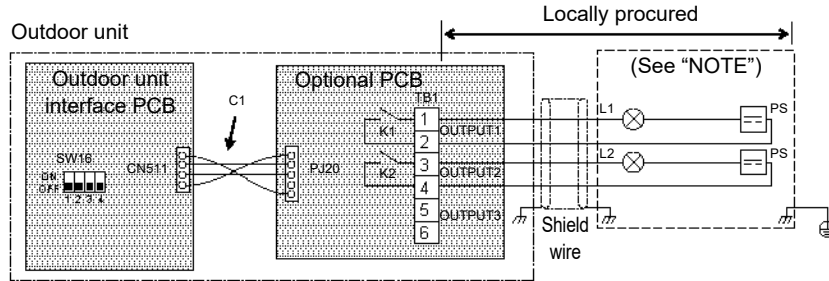 Locally procured
Outdoor unit
Outdoor unit
interface PCB
Optional PCB
(See “NOTE”)
C1
TB1
L1
PS
1
K1
OUTPUT1
2
SW16
CN511
PJ20
L2
PS
3
K2
OUTPUT2
4
ON
OFF
1 2 3 4
5
OUTPUT3
6
Shield
wire